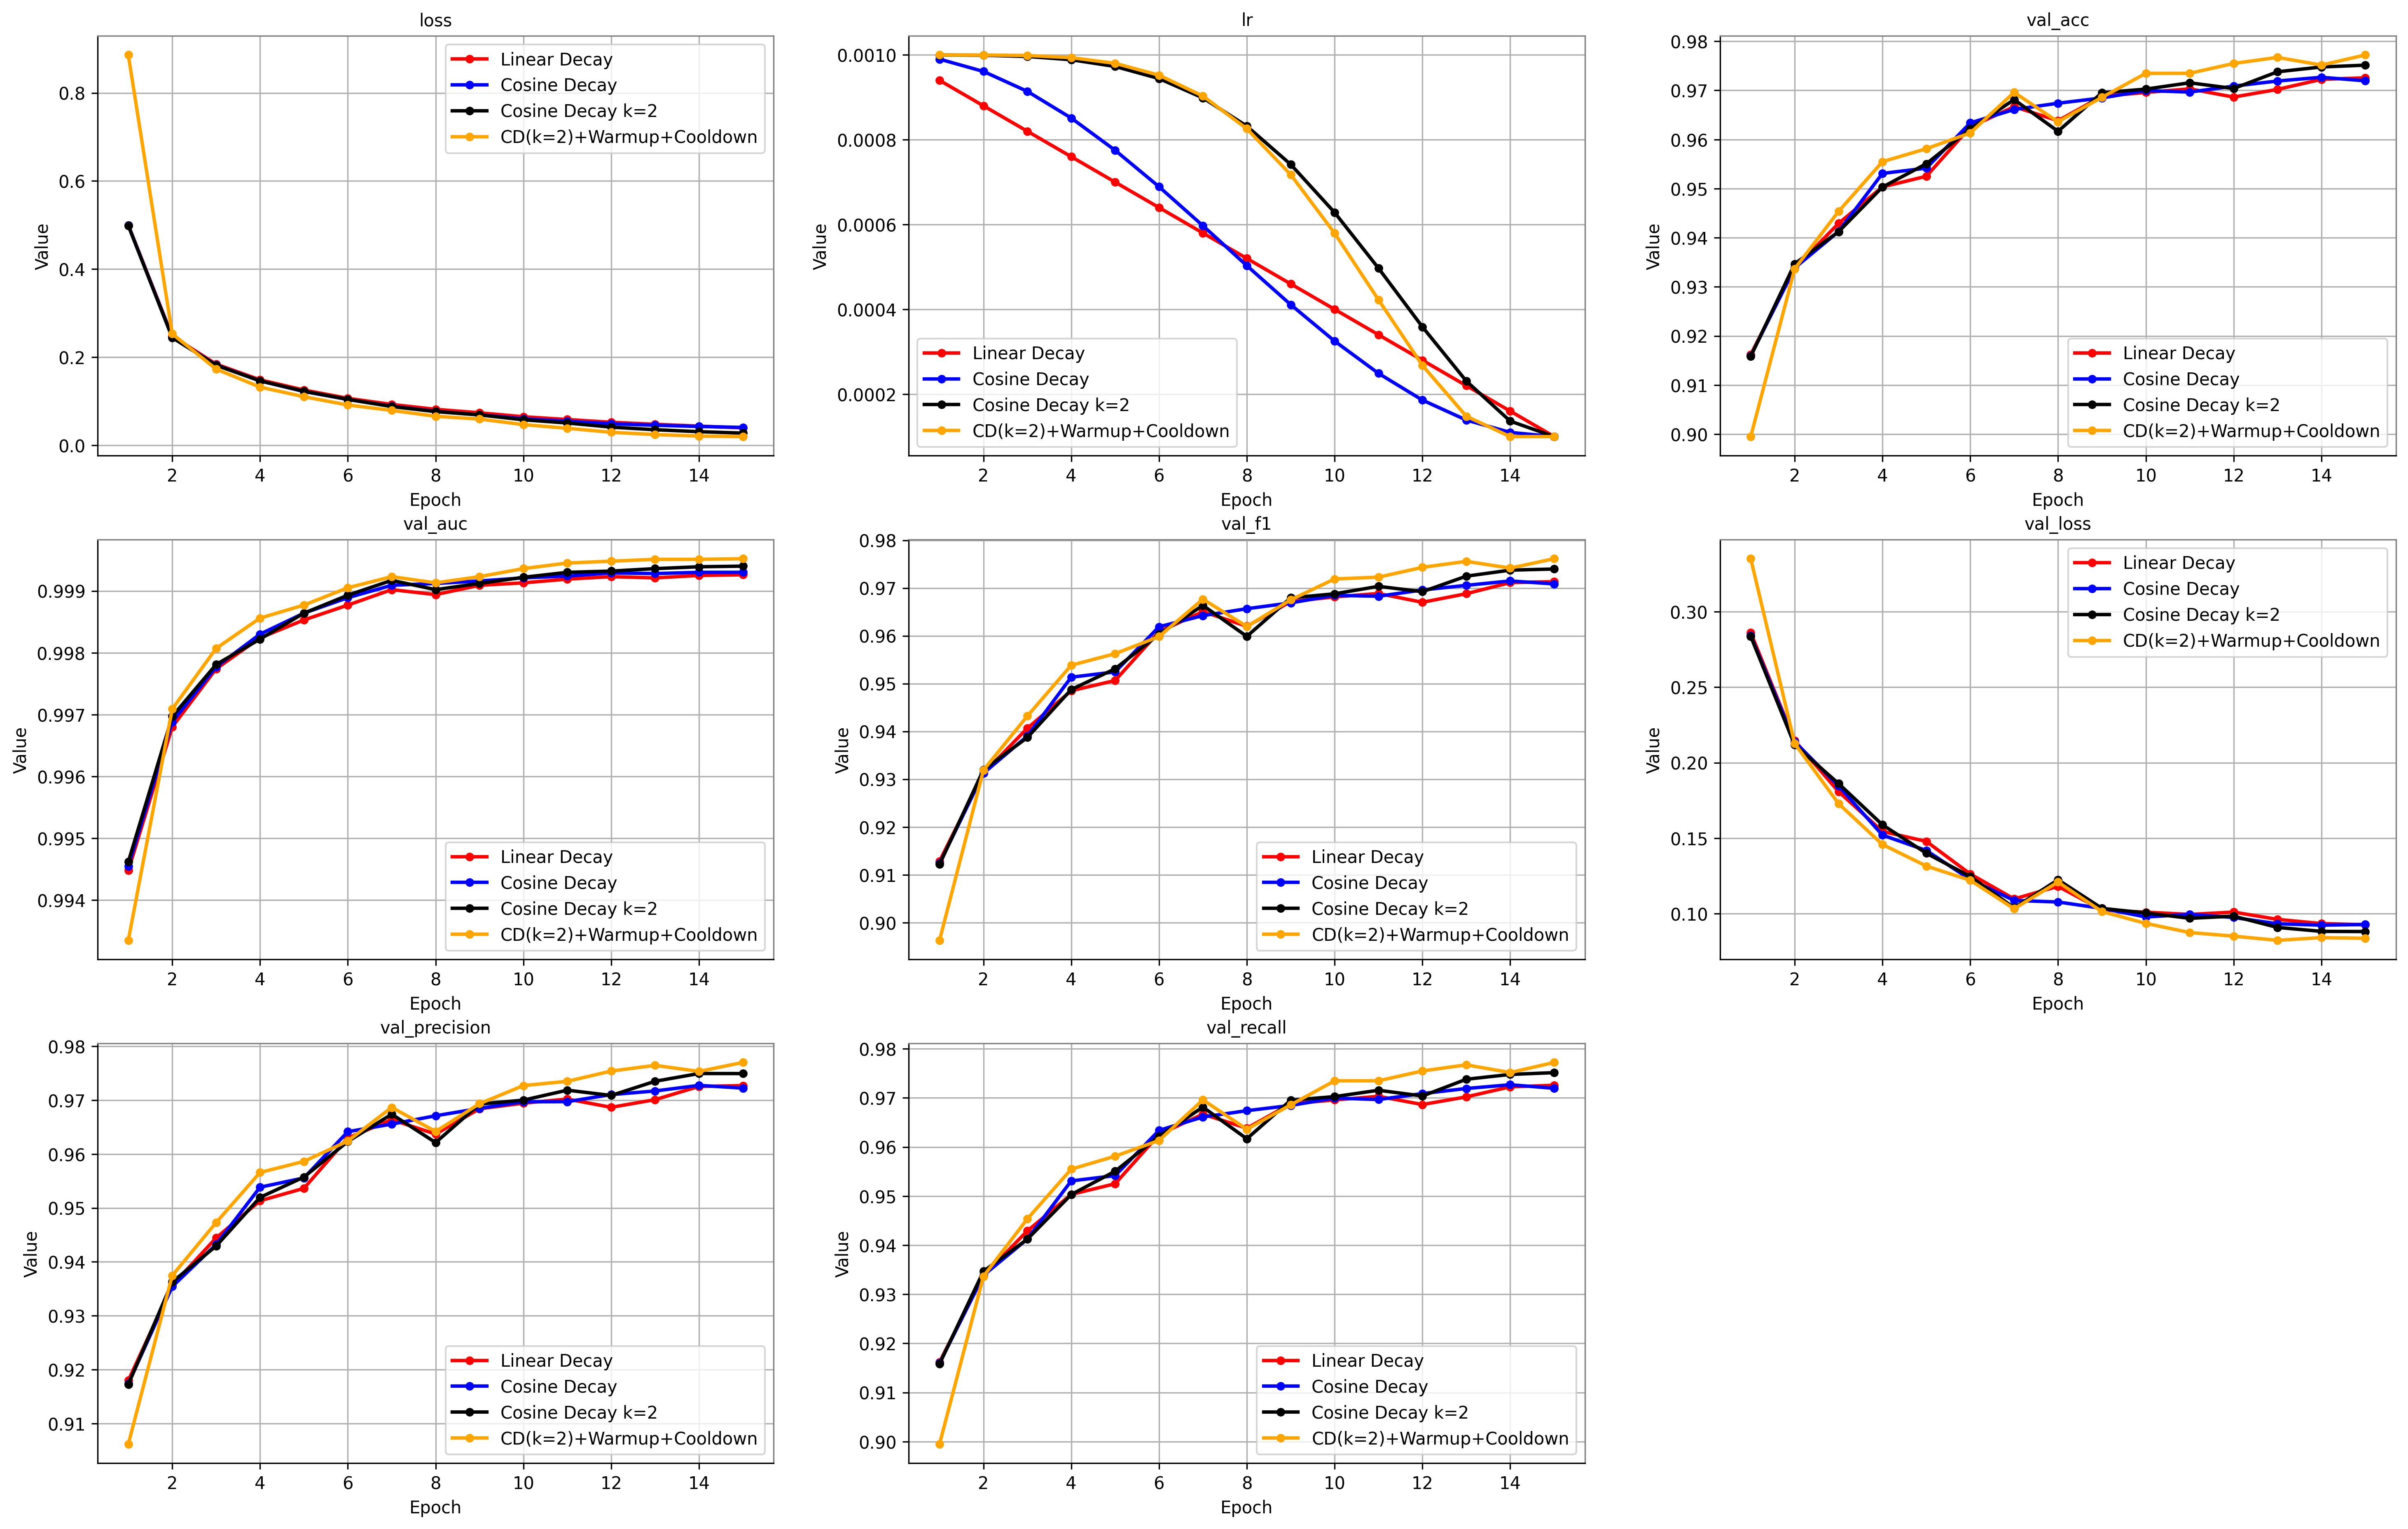 loss
Value
0.8
0.6
0.4
0.2
0.0
2 4 6 8 10 12 14
Epoch
Linear Decay
Cosine Decay
Cosine Decay k=2
CD(k=2)+Warmup+Cooldown
lr
Value
0.0010
0.0008
0.0006
0.0004
0.0002
2 4 6 8 10 12 14
Epoch
Linear Decay
Cosine Decay
Cosine Decay k=2
CD(k=2)+Warmup+Cooldown
val_acc
Value
0.98
0.97
0.96
0.95
0.94
0.93
0.92
0.91
0.90
2 4 6 8 10 12 14
Epoch
Linear Decay
Cosine Decay
Cosine Decay k=2
CD(k=2)+Warmup+Cooldown
val_auc
Value
0.999
0.998
0.997
0.996
0.995
0.994
2 4 6 8 10 12 14
Epoch
Linear Decay
Cosine Decay
Cosine Decay k=2
CD(k=2)+Warmup+Cooldown
val_f1
Value
0.98
0.97
0.96
0.95
0.94
0.93
0.92
0.91
0.90
2 4 6 8 10 12 14
Epoch
Linear Decay
Cosine Decay
Cosine Decay k=2
CD(k=2)+Warmup+Cooldown
val_loss
Value
0.30
0.25
0.20
0.15
0.10
2 4 6 8 10 12 14
Epoch
Linear Decay
Cosine Decay
Cosine Decay k=2
CD(k=2)+Warmup+Cooldown
val_precision
Value
0.98
0.97
0.96
0.95
0.94
0.93
0.92
0.91
2 4 6 8 10 12 14
Epoch
Linear Decay
Cosine Decay
Cosine Decay k=2
CD(k=2)+Warmup+Cooldown
val_recall
Value
0.98
0.97
0.96
0.95
0.94
0.93
0.92
0.91
0.90
2 4 6 8 10 12 14
Epoch
Linear Decay
Cosine Decay
Cosine Decay k=2
CD(k=2)+Warmup+Cooldown